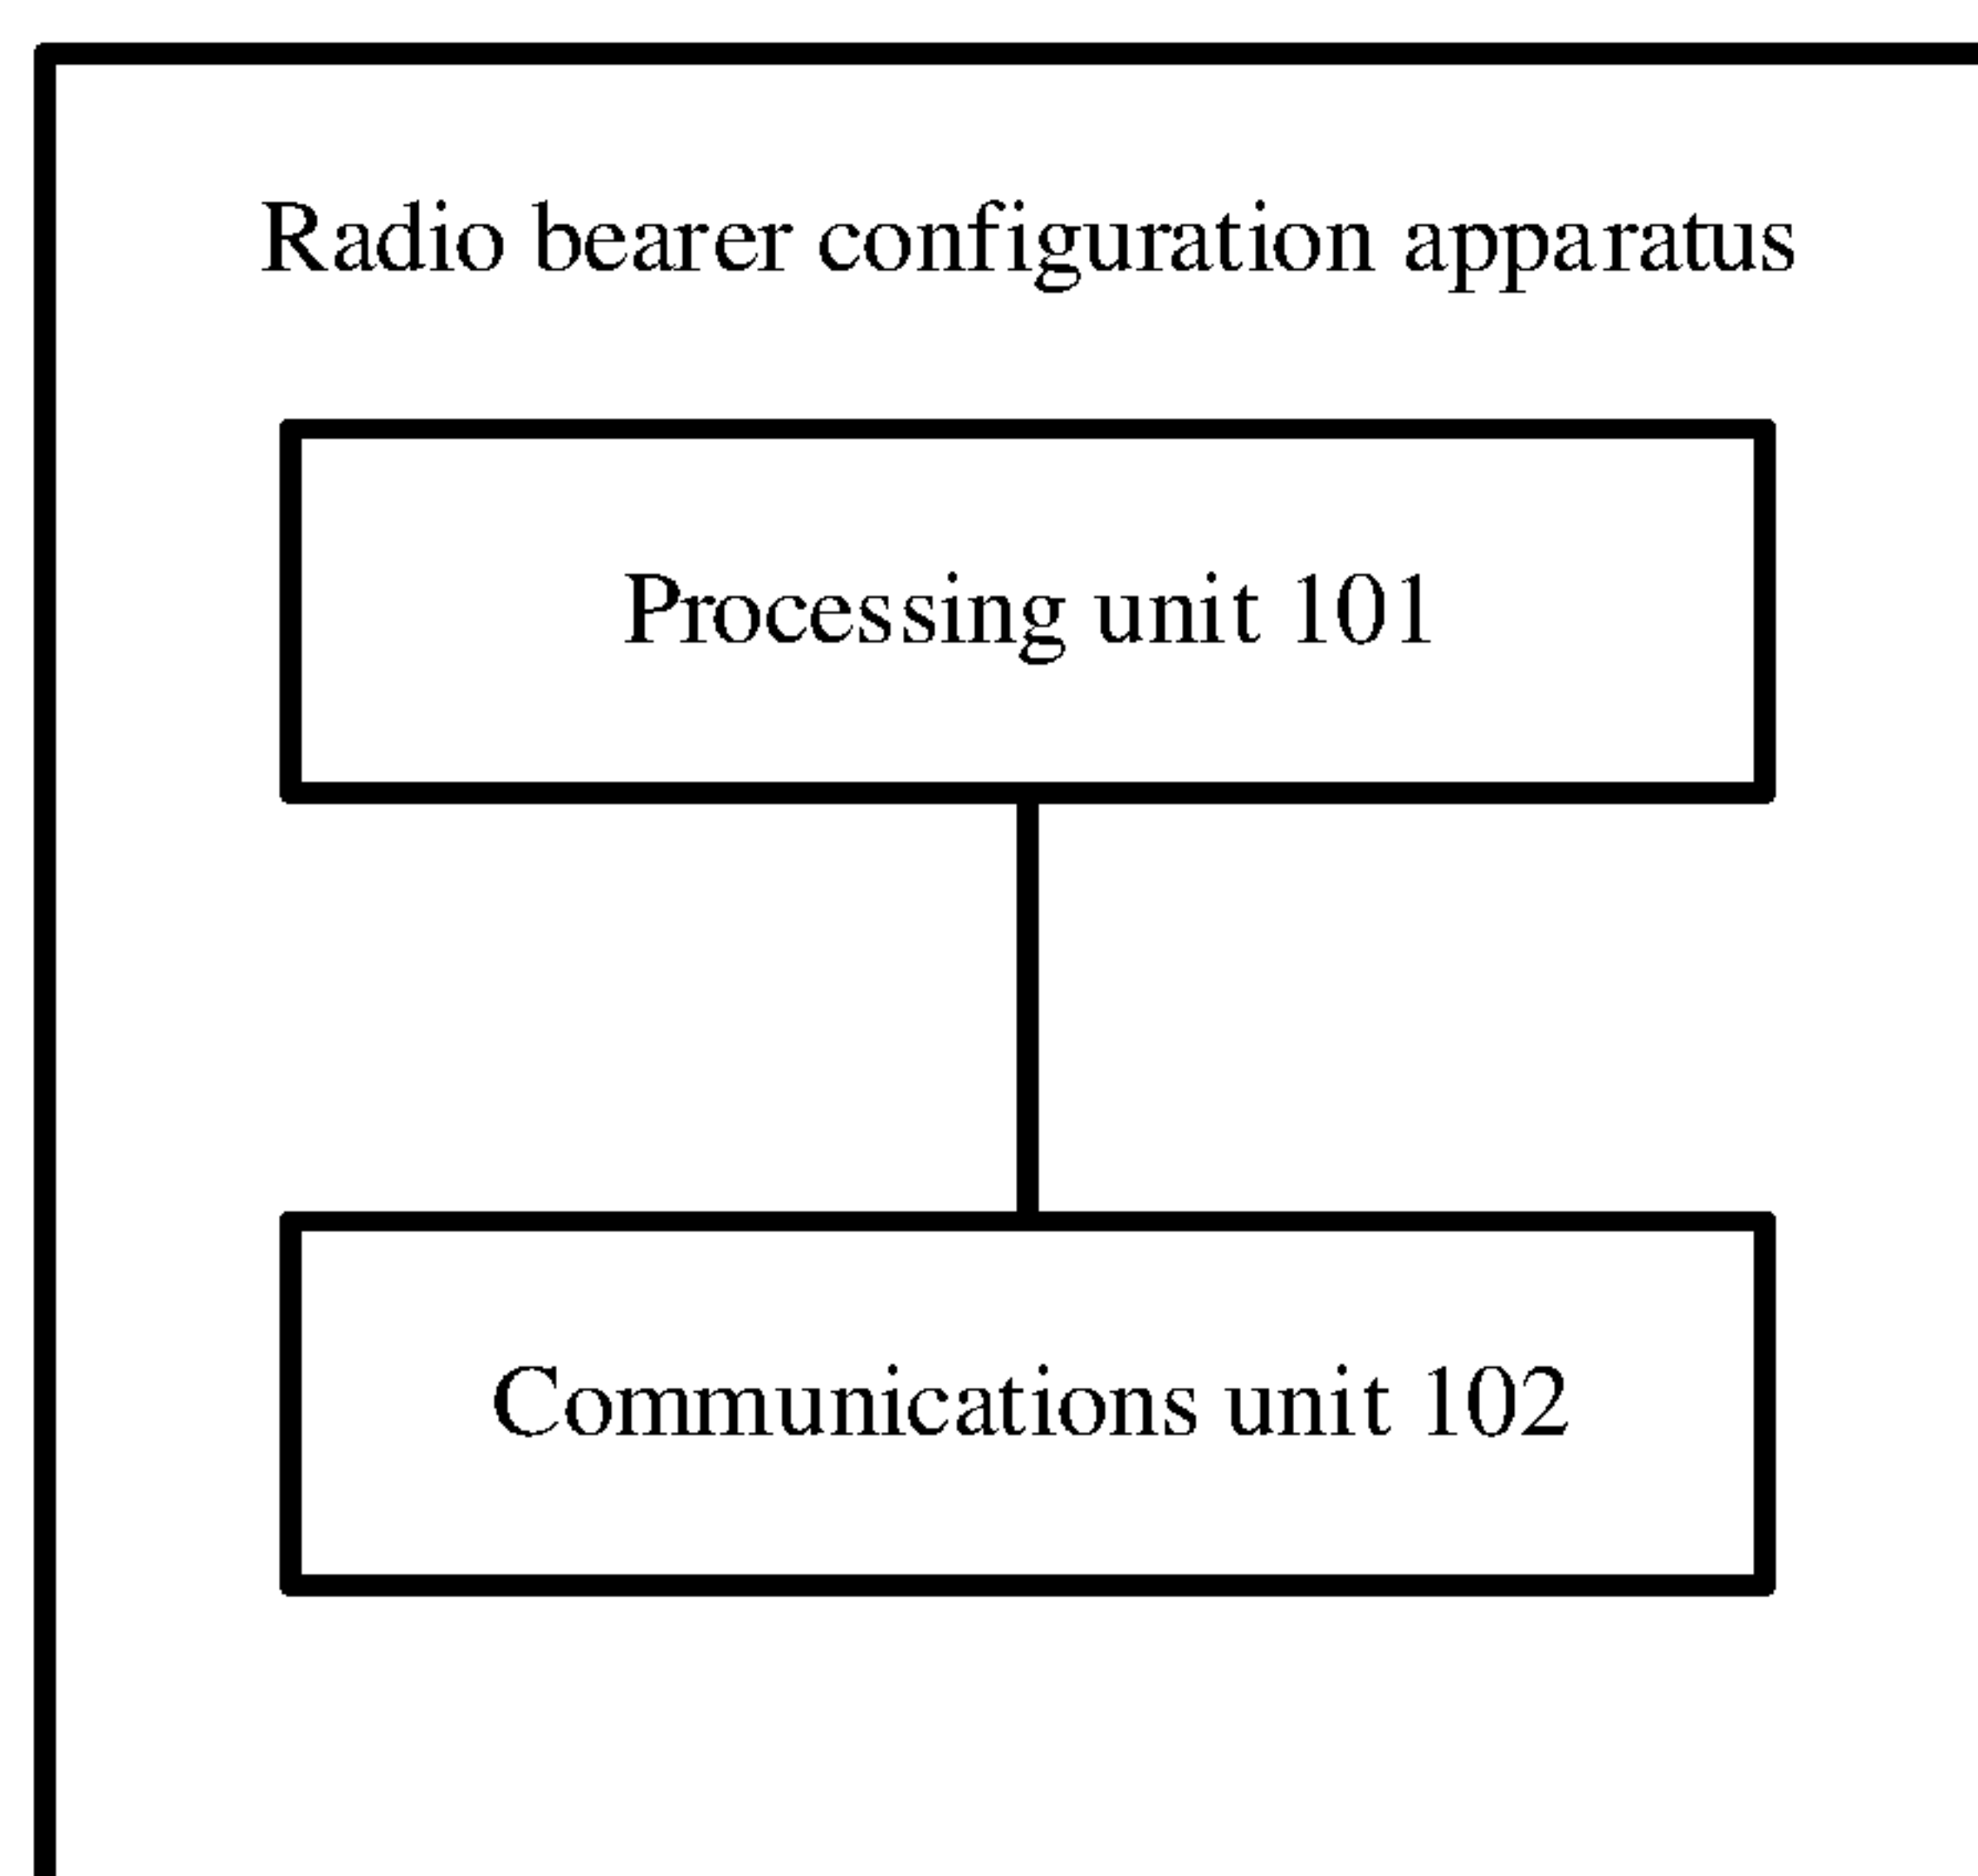 Radio bearer configuration apparatus
Processing unit 101
Communications unit 102